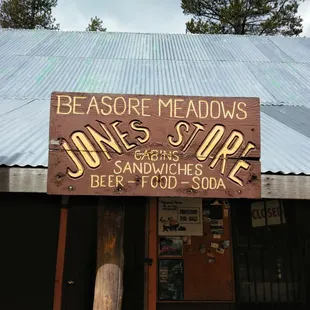 BEASORE MEADOWS
JONES STORE
CABINS
SANDWICHES
BEER-FOOD-SODA
CLOSED